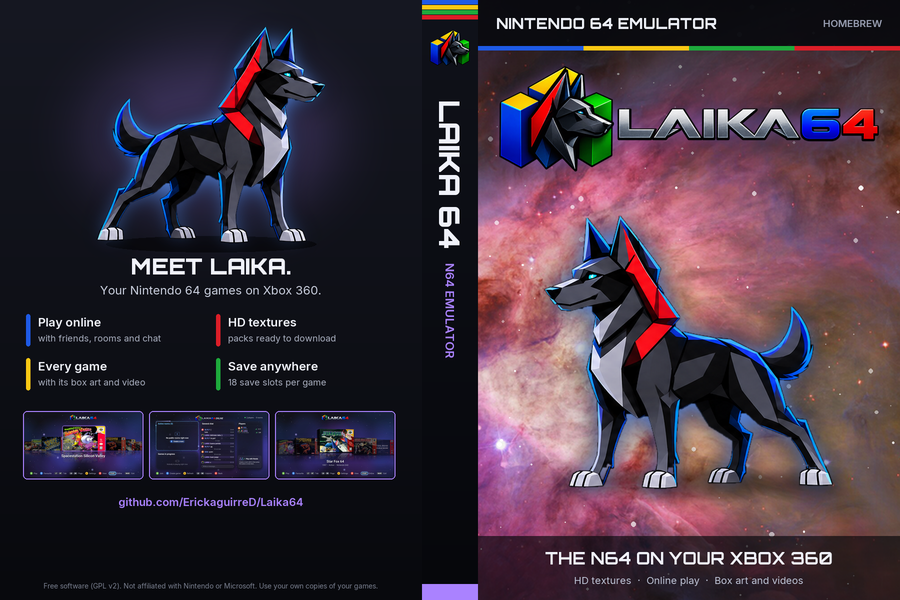 MEET LAIKA.
Your Nintendo 64 games on Xbox 360.
Play online
with friends, rooms and chat
HD textures
packs ready to download
Every game
with its box art and video
Save anywhere
18 save slots per game
github.com/ErickaguirreD/Laika64
Free software (GPL v2). Not affiliated with Nintendo or Microsoft. Use your own copies of your games.
LAIKA 64
N64 EMULATOR
NINTENDO 64 EMULATOR
HOMEBREW
LAIKA64
THE N64 ON YOUR XBOX 360
HD textures · Online play · Box art and videos